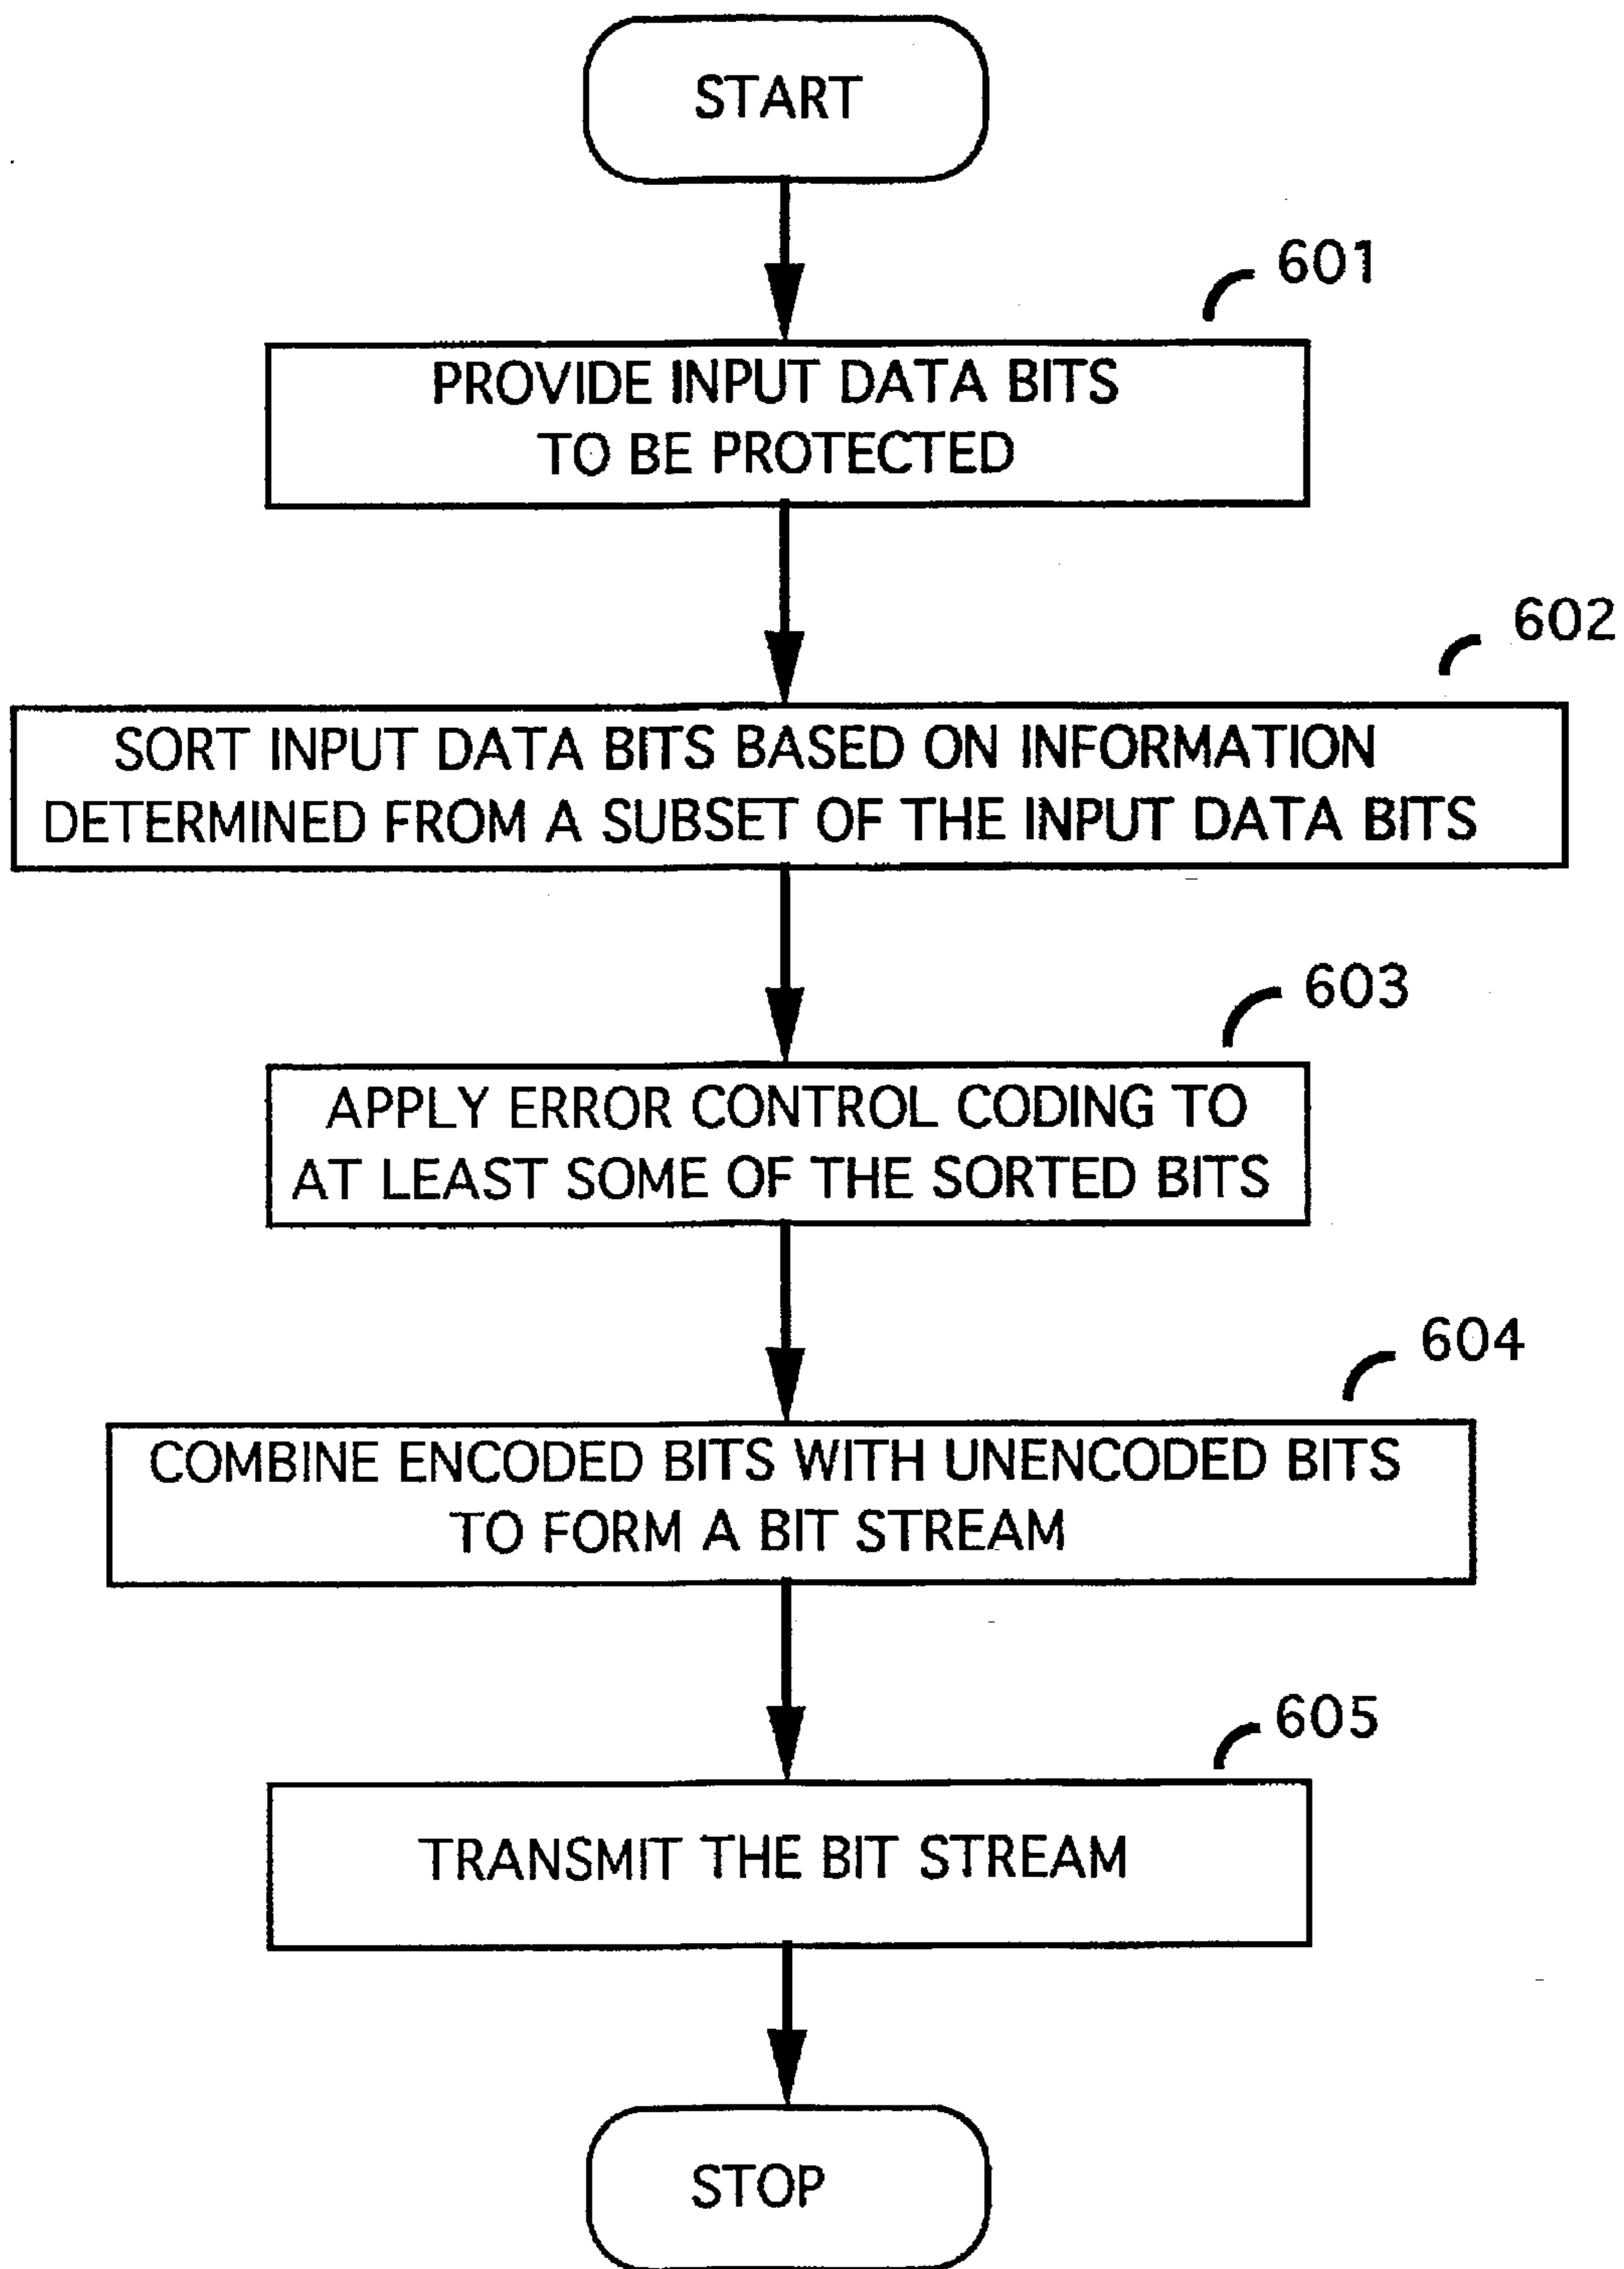 START
601
PROVIDE INPUT DATA BITS
TO BE PROTECTED
602
SORT INPUT DATA BITS BASED ON INFORMATION
DETERMINED FROM A SUBSET OF THE INPUT DATA BITS
603
APPLY ERROR CONTROL CODING TO
AT LEAST SOME OF THE SORTED BITS
604
COMBINE ENCODED BITS WITH UNENCODED BITS
TO FORM A BIT STREAM
605
TRANSMIT THE BIT STREAM
STOP